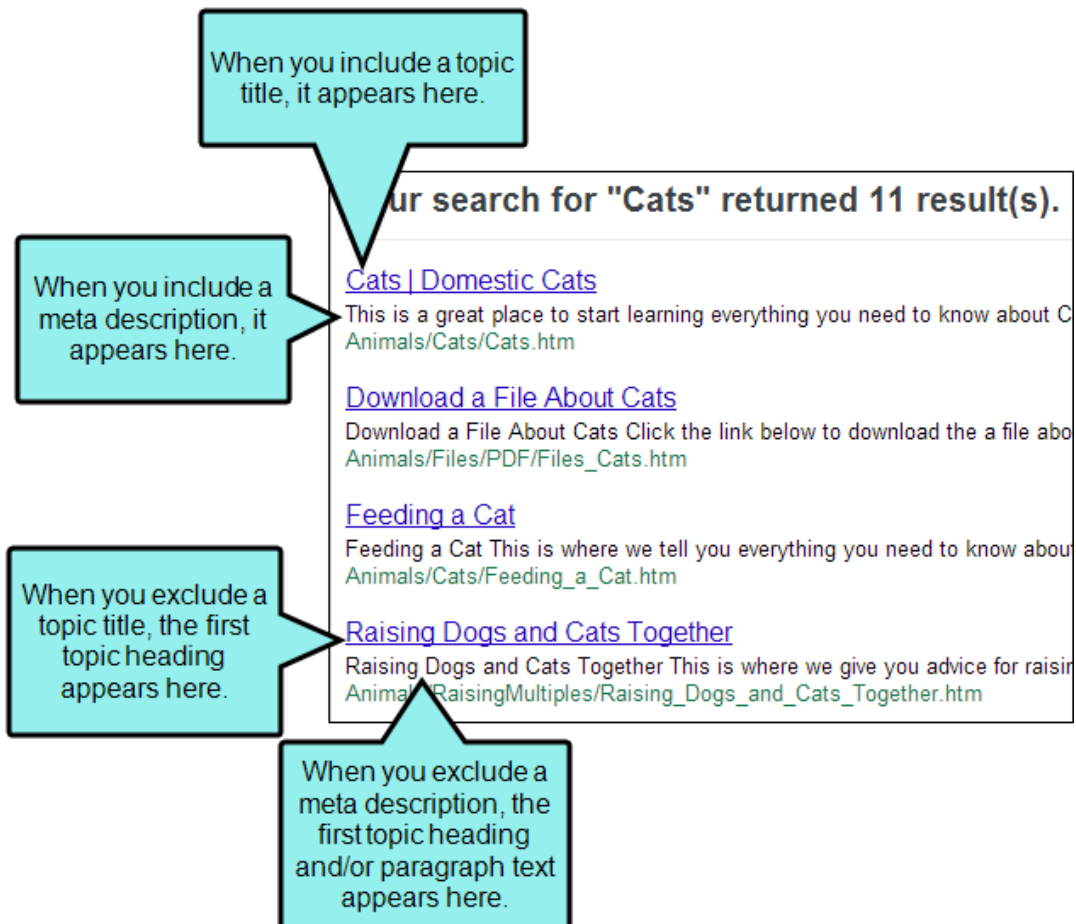 When you include a topic
title, it appears here.
ur search for "Cats" returned 11 result(s).
Cats | Domestic Cats
When you include a
meta description, it
appears here.
This is a great place to start learning everything you need to know about C
Animals/Cats/Cats.htm
Download a File About Cats
Download a File About Cats Click the link below to download the a file abo
Animals/Files/PDF/Files_Cats.htm
Feeding a Cat
Feeding a Cat This is where we tell you everything you need to know about
Animals/Cats/Feeding_a_Cat.htm
When you exclude a
topic title, the first
topic heading
appears here.
Raising Dogs and Cats Together
Raising Dogs and Cats Together This is where we give you advice for raisin
Animal /RaisingMultiples/Raising_Dogs_and_Cats_Together.htm
When you exclude a
meta description, the
first topic heading
and/or paragraph text
appears here.